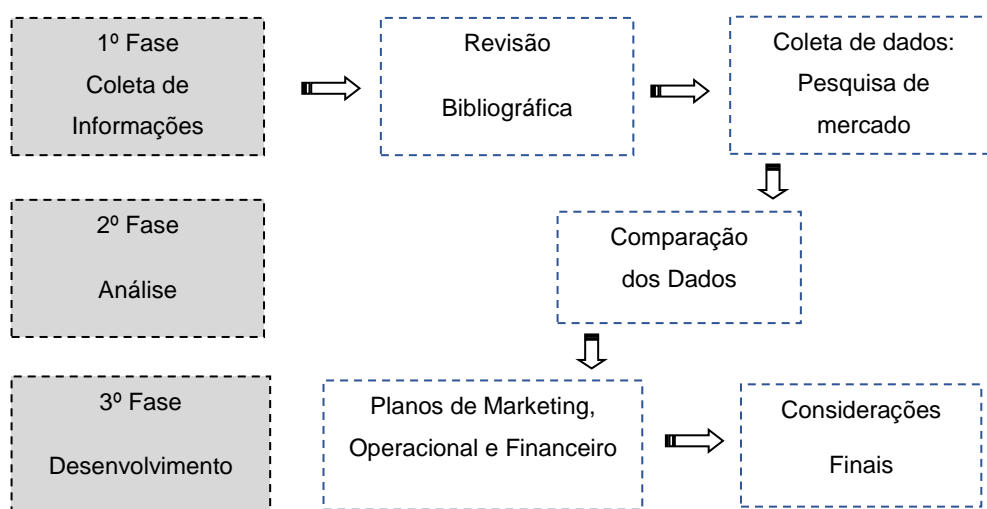 1º Fase
Coleta de
Informações
Revisão
Bibliográfica
Coleta de dados:
Pesquisa de
mercado
2º Fase
Análise
Comparação
dos Dados
3º Fase
Desenvolvimento
Planos de Marketing,
Operacional e Financeiro
Considerações
Finais